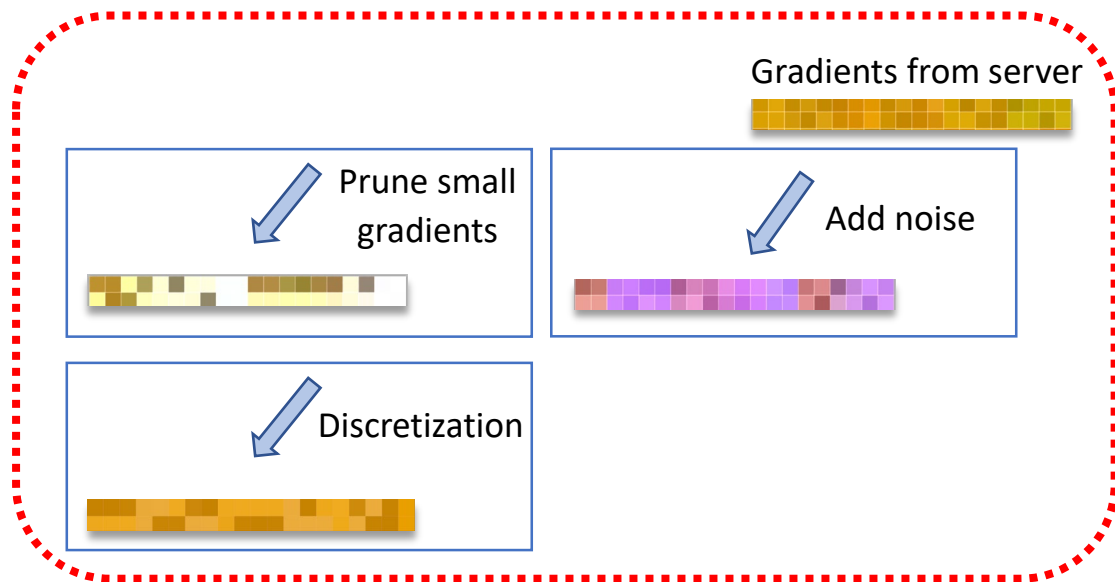 Gradients from server
Prune small
gradients
Add noise
Discretization